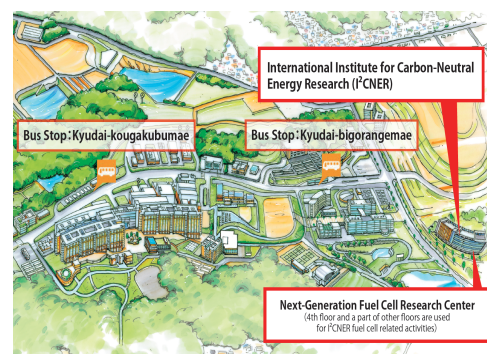 International Institute for Carbon-Neutral
Energy Research (I²CNER)
Bus Stop：Kyudai-kougakubumae
Bus Stop：Kyudai-bigorangemae
Next-Generation Fuel Cell Research Center
(4th floor and a part of other floors are used
for I²CNER fuel cell related activities)